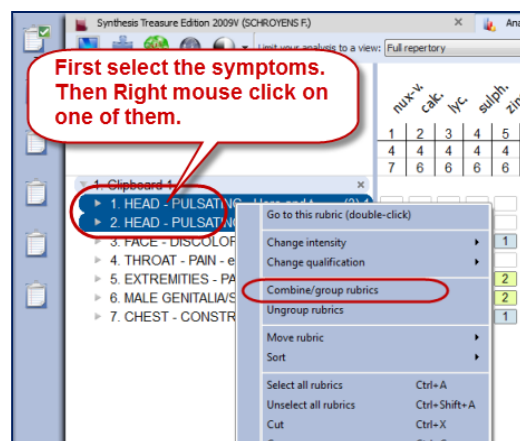 Synthesis Treasure Edition 2009V (SCHROYENS F.) × Ana
Limit your analysis to a view: Full repertory
First select the symptoms.
Then Right mouse click on
one of them.
nux-v. calc. lyc. sulph. zin
1 2 3 4 5
4 4 4 4 4
7 6 6 6 6
1. Clipboard 1 ×
1. HEAD - PULSATING
2. HEAD - PULSATING
3. FACE - DISCOLOR 1
4. THROAT - PAIN - e
5. EXTREMITIES - PA 2
6. MALE GENITALIA/S 2
7. CHEST - CONSTR 1
Go to this rubric (double-click)
Change intensity
Change qualification
Combine/group rubrics
Ungroup rubrics
Move rubric
Sort
Select all rubrics Ctrl+A
Unselect all rubrics Ctrl+Shift+A
Cut Ctrl+X